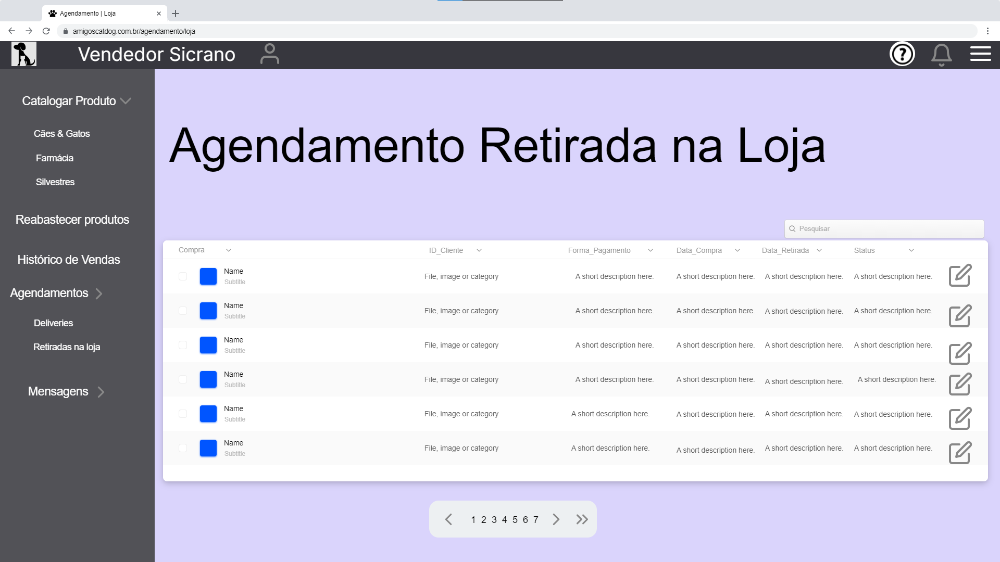 Agendamento | Loja
amigoscatdog.com.br/agendamento/loja
Vendedor Sicrano
?
Catalogar Produto
Cães & Gatos
Farmácia
Silvestres
Reabastecer produtos
Histórico de Vendas
Agendamentos
Deliveries
Retiradas na loja
Mensagens
Agendamento Retirada na Loja
Pesquisar
Compra ID_Cliente Forma_Pagamento Data_Compra Data_Retirada Status
Name
Subtitle
File, image or category A short description here. A short description here. A short description here. A short description here.
Name
Subtitle
File, image or category A short description here. A short description here. A short description here. A short description here.
Name
Subtitle
File, image or category A short description here. A short description here. A short description here. A short description here.
Name
Subtitle
File, image or category A short description here. A short description here. A short description here. A short description here.
Name
Subtitle
File, image or category A short description here. A short description here. A short description here. A short description here.
Name
Subtitle
File, image or category A short description here. A short description here. A short description here. A short description here.
1 2 3 4 5 6 7